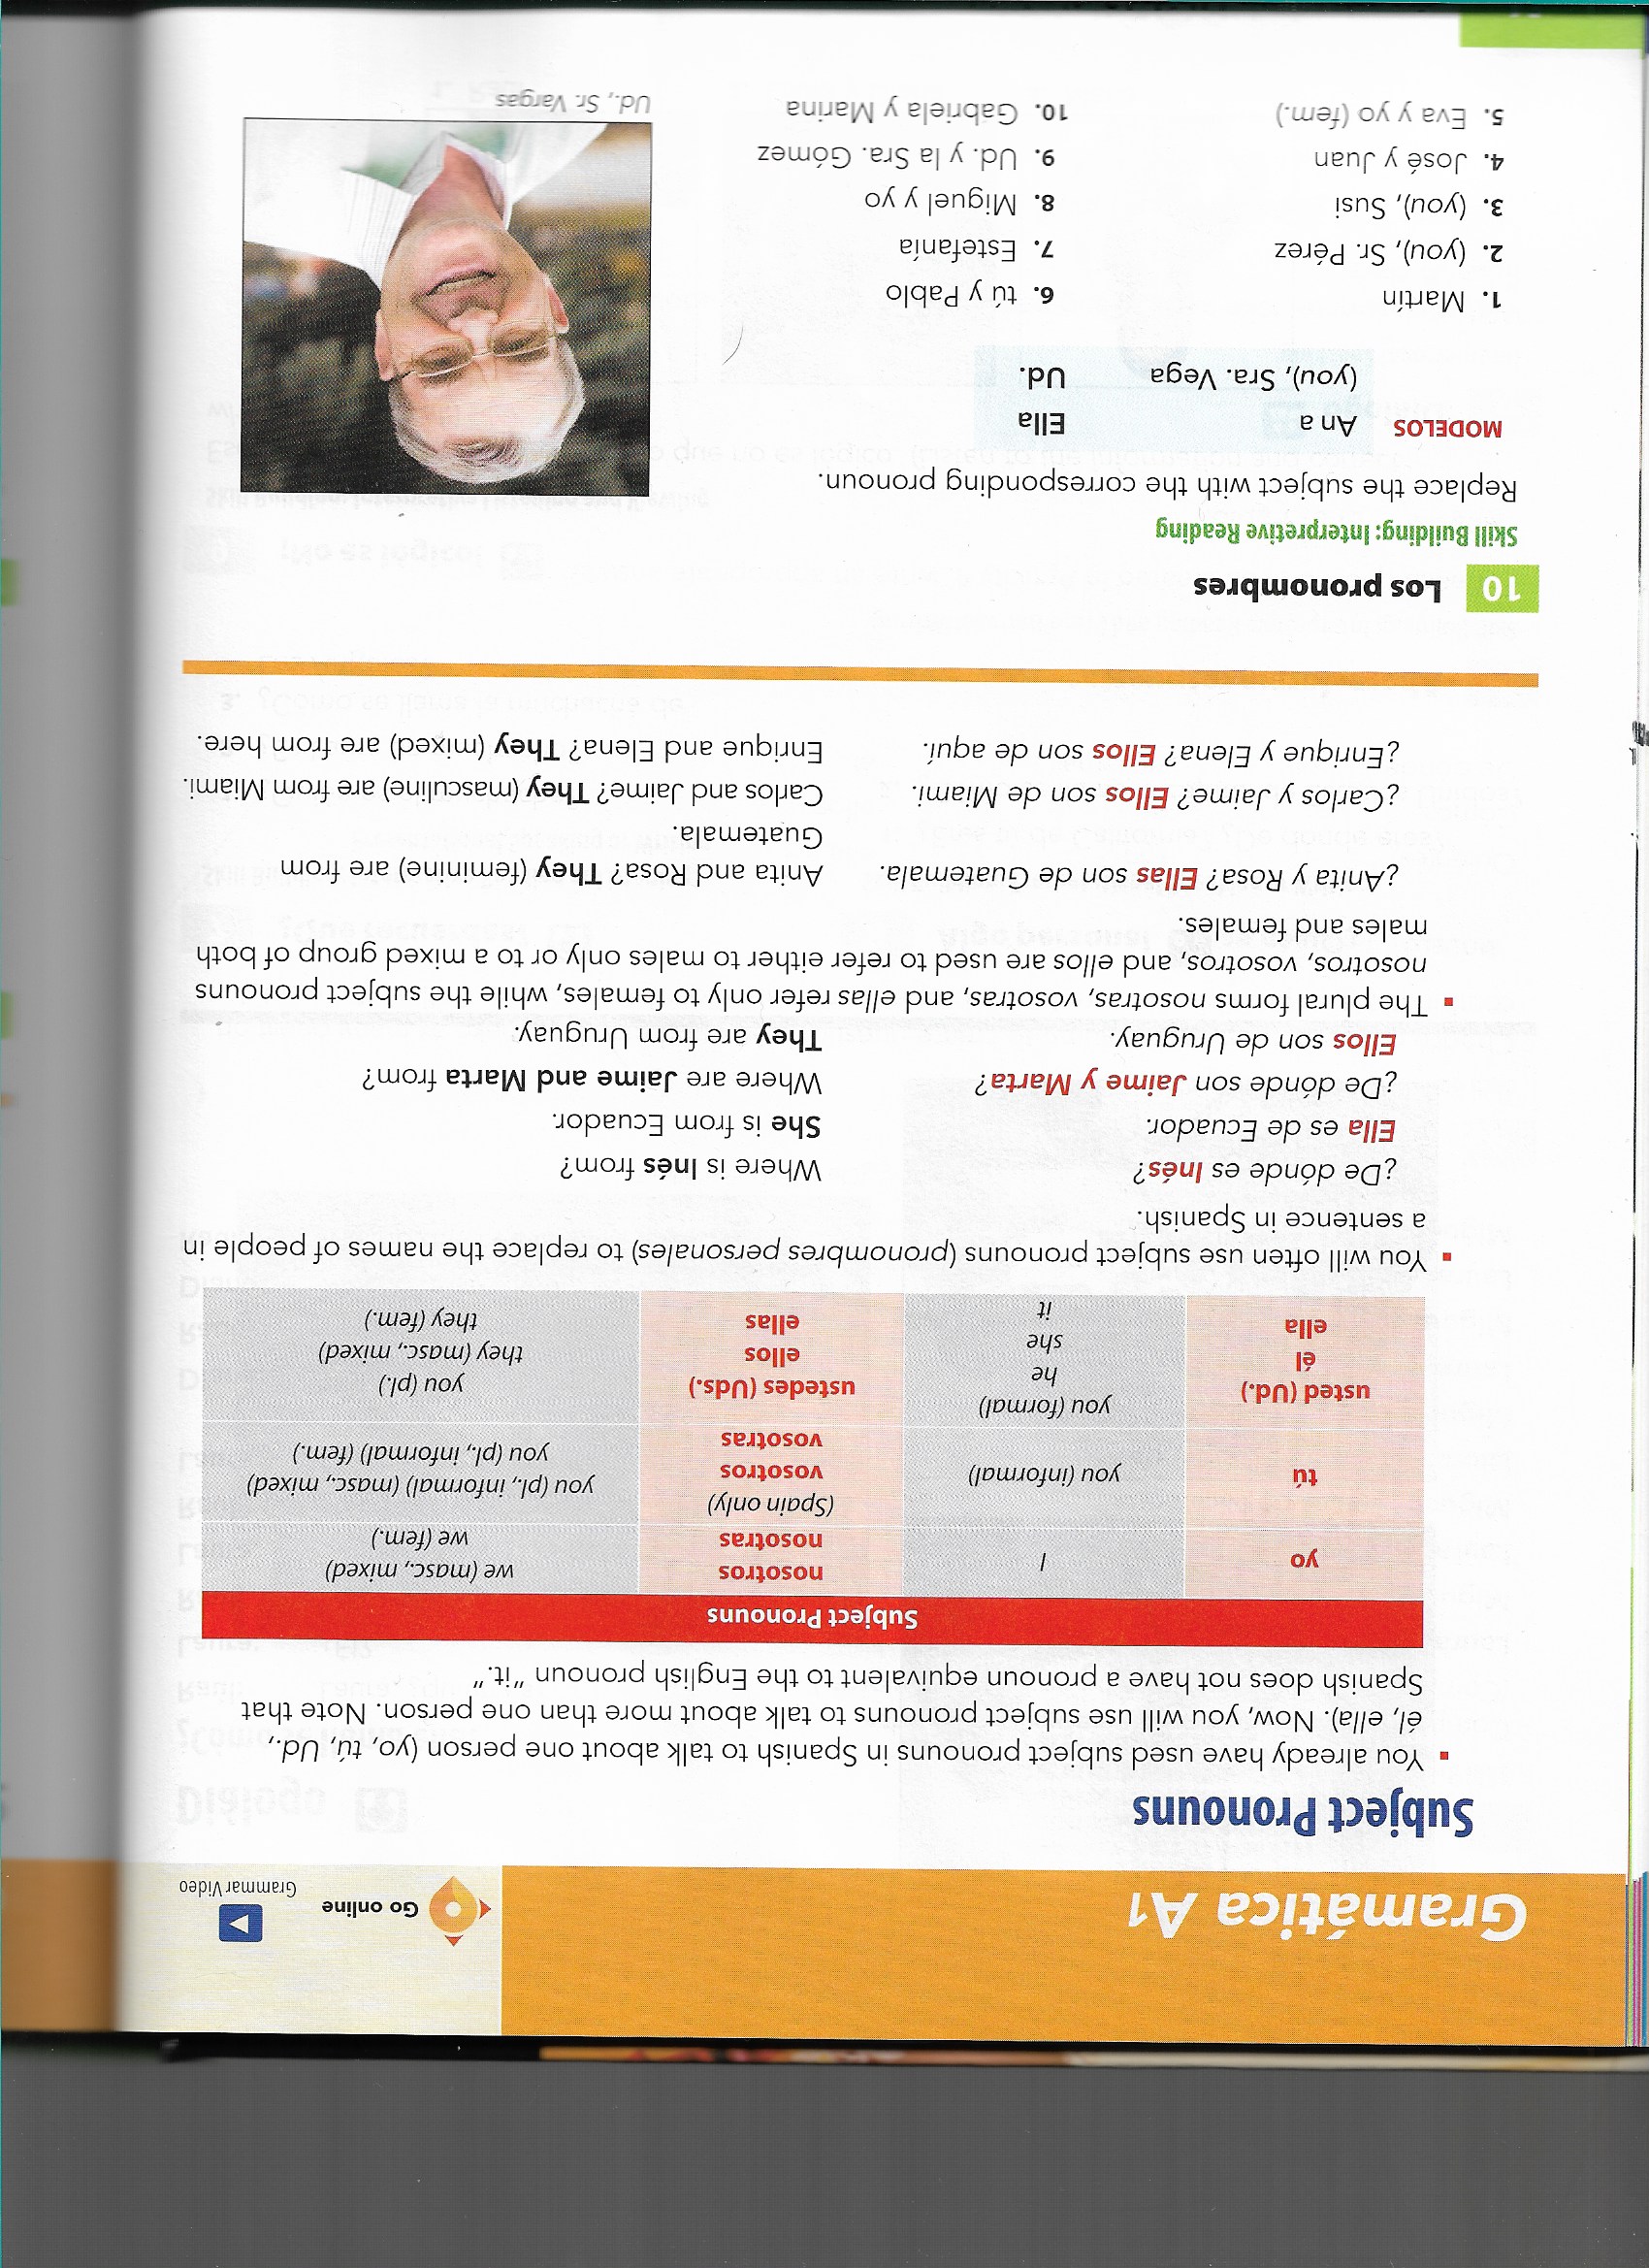 Gramática A1
Go online
Grammar Video
Subject Pronouns
▪ You already have used subject pronouns in Spanish to talk about one person (yo, tú, Ud.,
él, ella). Now, you will use subject pronouns to talk about more than one person. Note that
Spanish does not have a pronoun equivalent to the English pronoun “it.”
Subject Pronouns
yo I nosotros we (masc., mixed)
nosotras we (fem.)
(Spain only)
tú you (informal) vosotros you (pl., informal) (masc., mixed)
vosotras you (pl., informal) (fem.)
usted (Ud.) you (formal) ustedes (Uds.) you (pl.)
él he ellos they (masc., mixed)
ella she ellas they (fem.)
it
▪ You will often use subject pronouns (pronombres personales) to replace the names of people in
a sentence in Spanish.
¿De dónde es Inés? Where is Inés from?
Ella es de Ecuador. She is from Ecuador.
¿De dónde son Jaime y Marta? Where are Jaime and Marta from?
Ellos son de Uruguay. They are from Uruguay.
▪ The plural forms nosotras, vosotras, and ellas refer only to females, while the subject pronouns
nosotros, vosotros, and ellos are used to refer either to males only or to a mixed group of both
males and females.
¿Anita y Rosa? Ellas son de Guatemala. Anita and Rosa? They (feminine) are from
Guatemala.
¿Carlos y Jaime? Ellos son de Miami. Carlos and Jaime? They (masculine) are from Miami.
¿Enrique y Elena? Ellos son de aquí. Enrique and Elena? They (mixed) are from here.
10 Los pronombres
Skill Building: Interpretive Reading
Replace the subject with the corresponding pronoun.
MODELOS An a Ella
(you), Sra. Vega Ud.
1. Martín
2. (you), Sr. Pérez
3. (you), Susi
4. José y Juan
5. Eva y yo (fem.)
6. tú y Pablo
7. Estefanía
8. Miguel y yo
9. Ud. y la Sra. Gómez
10. Gabriela y Marina
Ud., Sr. Vargas